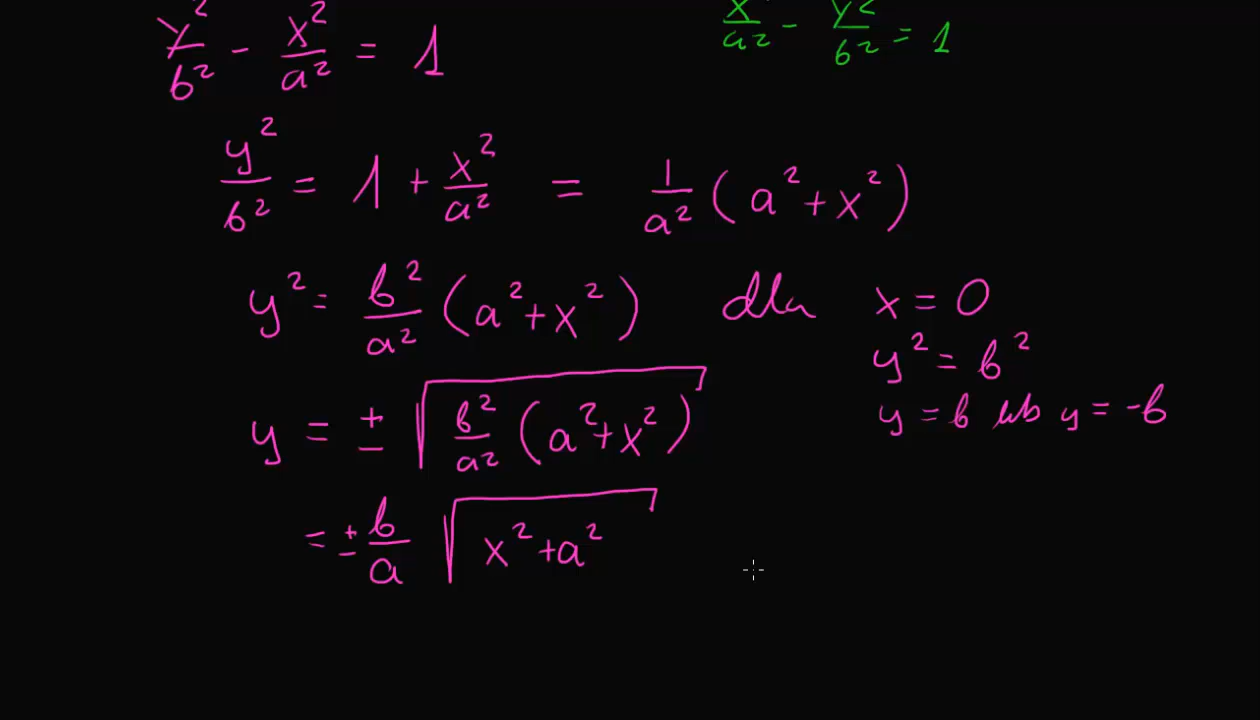 y²/b² - x²/a² = 1
x²/a² - y²/b² = 1
y²/b² = 1 + x²/a² = 1/a² (a² + x²)
y² = b²/a² (a² + x²) dla x = 0
y² = b²
y = ± √(b²/a² (a² + x²))
y = b lub y = -b
= ± b/a √(x² + a²)